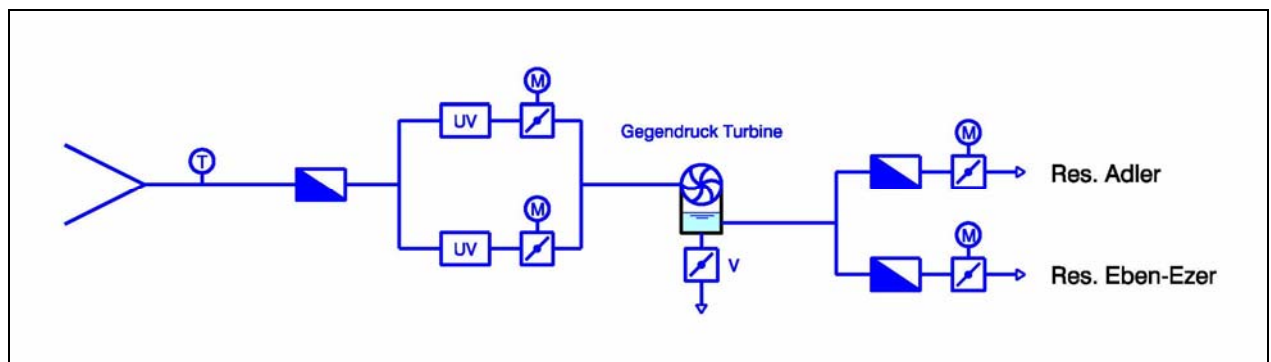 T
UV
M
UV
M
Gegendruck Turbine
V
M
Res. Adler
M
Res. Eben-Ezer